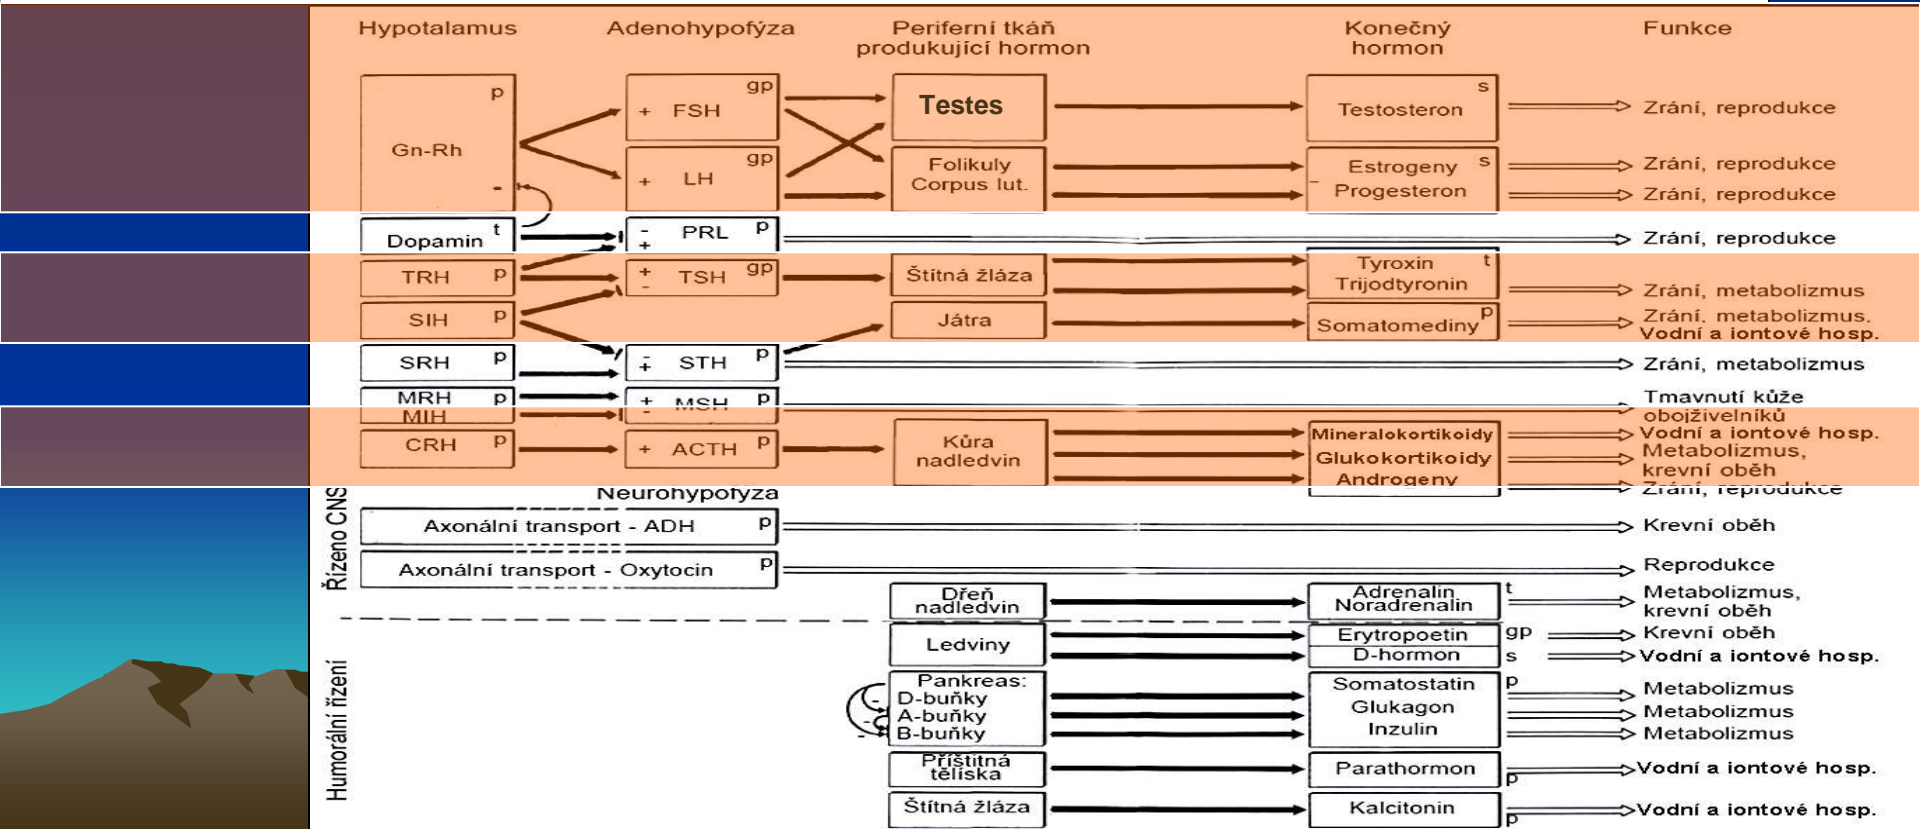 Hypotalamus Adenohypofýza Periferní tkáň Konečný Funkce
produkující hormon hormon
p gp s
Gn-Rh + FSH Testes Testosteron Zrání, reprodukce
gp
+ LH Folikuly Estrogeny s Zrání, reprodukce
- Corpus lut. - Progesteron Zrání, reprodukce
Dopamin t - PRL p Zrání, reprodukce
+
TRH p + TSH gp Štítná žláza Tyroxin t
- Trijodtyronin Zrání, metabolizmus
SIH p Játra Somatomediny p Zrání, metabolizmus.
Vodní a iontové hosp.
SRH p - STH p Zrání, metabolizmus
+
MRH p + MSH p Tmavnutí kůže
MIH - obojživelníků
CRH p + ACTH p Kůra Mineralokortikoidy Vodní a iontové hosp.
nadledvin Glukokortikoidy Metabolizmus,
krevní oběh
Androgeny Zrání, reprodukce
Neurohypofýza
Řízeno CNS
Axonální transport - ADH p Krevní oběh
Axonální transport - Oxytocin p Reprodukce
Dřeň Adrenalin t Metabolizmus,
nadledvin Noradrenalin krevní oběh
Humorální řízení
Ledviny Erytropoetin gp Krevní oběh
D-hormon s Vodní a iontové hosp.
Pankreas: Somatostatin p Metabolizmus
- D-buňky
- A-buňky Glukagon Metabolizmus
- B-buňky Inzulin Metabolizmus
Příštitná Parathormon p Vodní a iontové hosp.
tělíska
Štítná žláza Kalcitonin p Vodní a iontové hosp.